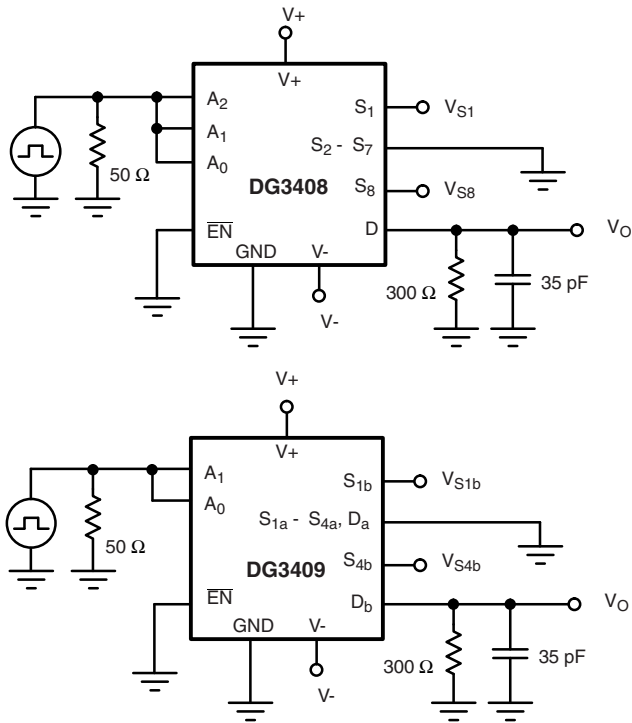 V+
V+
A2
S1
VS1
A1
S2 - S7
A0
50 Ω
DG3408
S8
VS8
EN
D
VO
GND
V-
300 Ω
35 pF
V-
V+
V+
A1
S1b
VS1b
A0
S1a - S4a, Da
50 Ω
DG3409
S4b
VS4b
EN
Db
VO
GND
V-
300 Ω
35 pF
V-